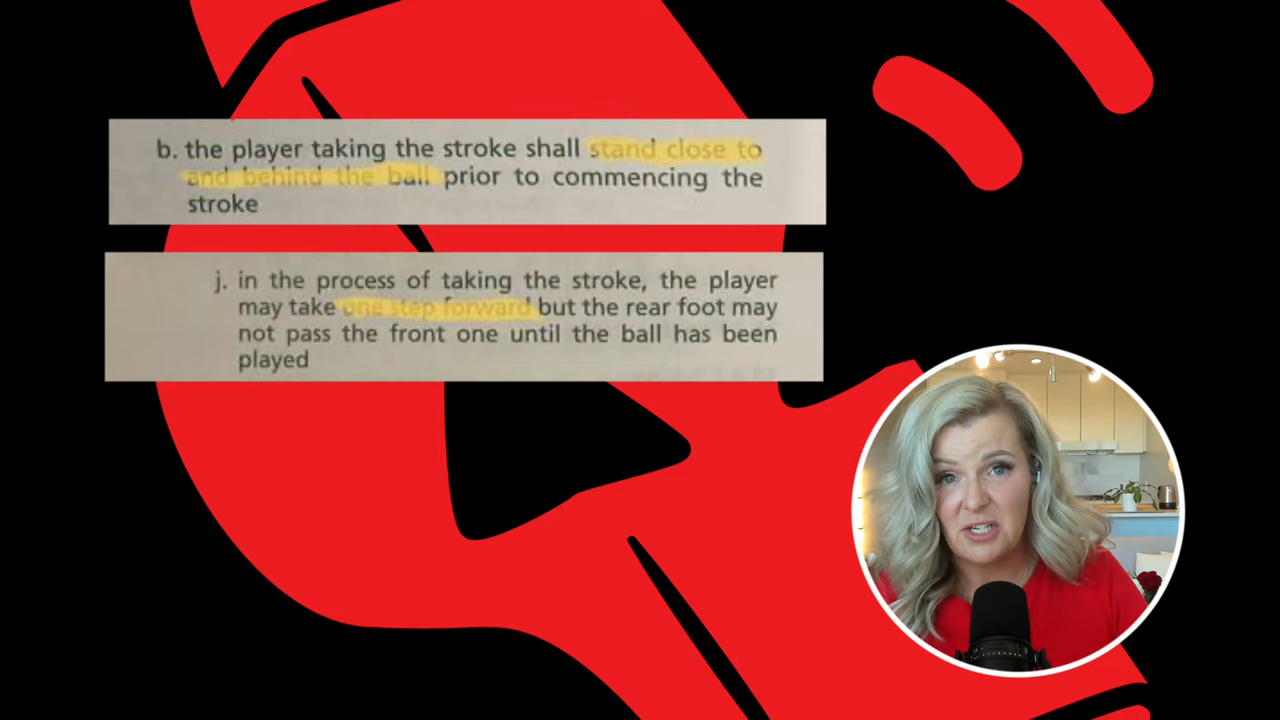 b. the player taking the stroke shall stand close to
and behind the ball prior to commencing the
stroke
j. in the process of taking the stroke, the player
may take one step forward but the rear foot may
not pass the front one until the ball has been
played